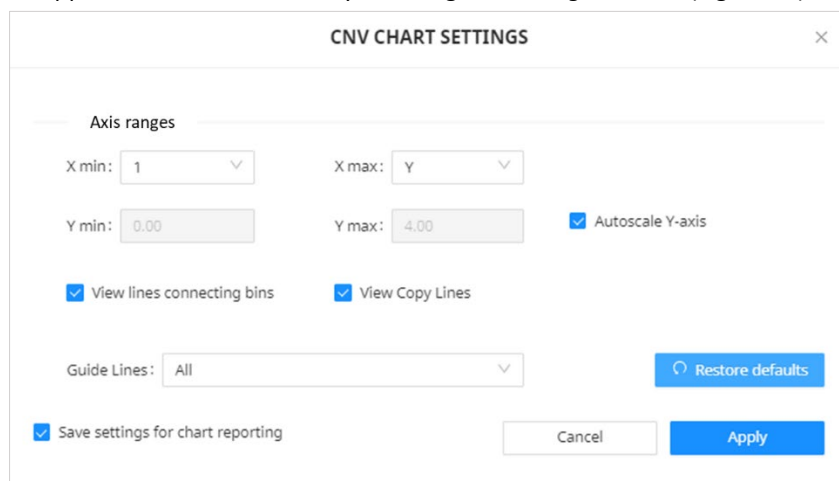 CNV CHART SETTINGS
Axis ranges
X min: 1 X max: Y
Y min: 0.00 Y max: 4.00 Autoscale Y-axis
View lines connecting bins View Copy Lines
Guide Lines: All Restore defaults
Save settings for chart reporting Cancel Apply